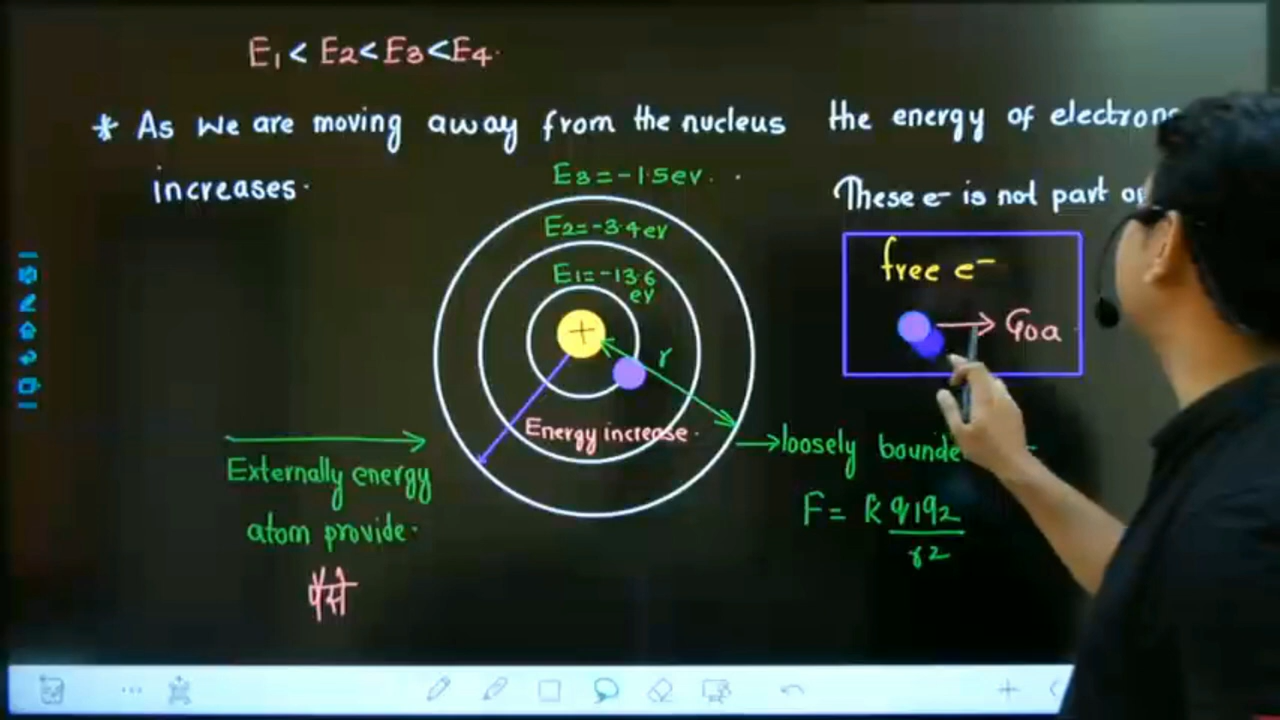 E1 < E2 < E3 < E4.
* As we are moving away from the nucleus the energy of electrons
increases.
E3 = -1.5ev.
E2 = -3.4ev
E1 = -13.6
ev
These e- is not part
free e-
→ Goa
r
Energy increase.
→ loosely bounde
F = K q1q2
r2
Externally energy
atom provide.
पैसे